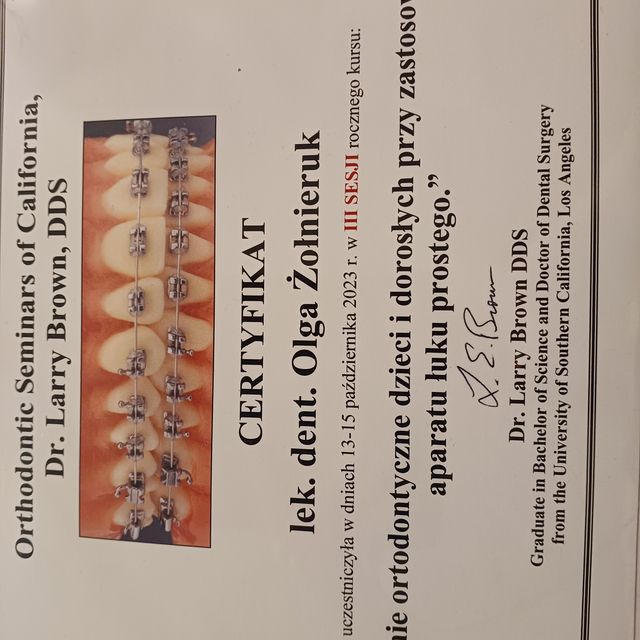 Orthodontic Seminars of California,
Dr. Larry Brown, DDS
CERTYFIKAT
lek. dent. Olga Żołnieruk
uczestniczyła w dniach 13-15 października 2023 r. w III SESJI rocznego kursu:
ortodontyczne dzieci i dorosłych przy
aparatu łuku prostego.”
L. E. Brown
Dr. Larry Brown DDS
Graduate in Bachelor of Science and Doctor of Dental Surgery
from the University of Southern California, Los Angeles